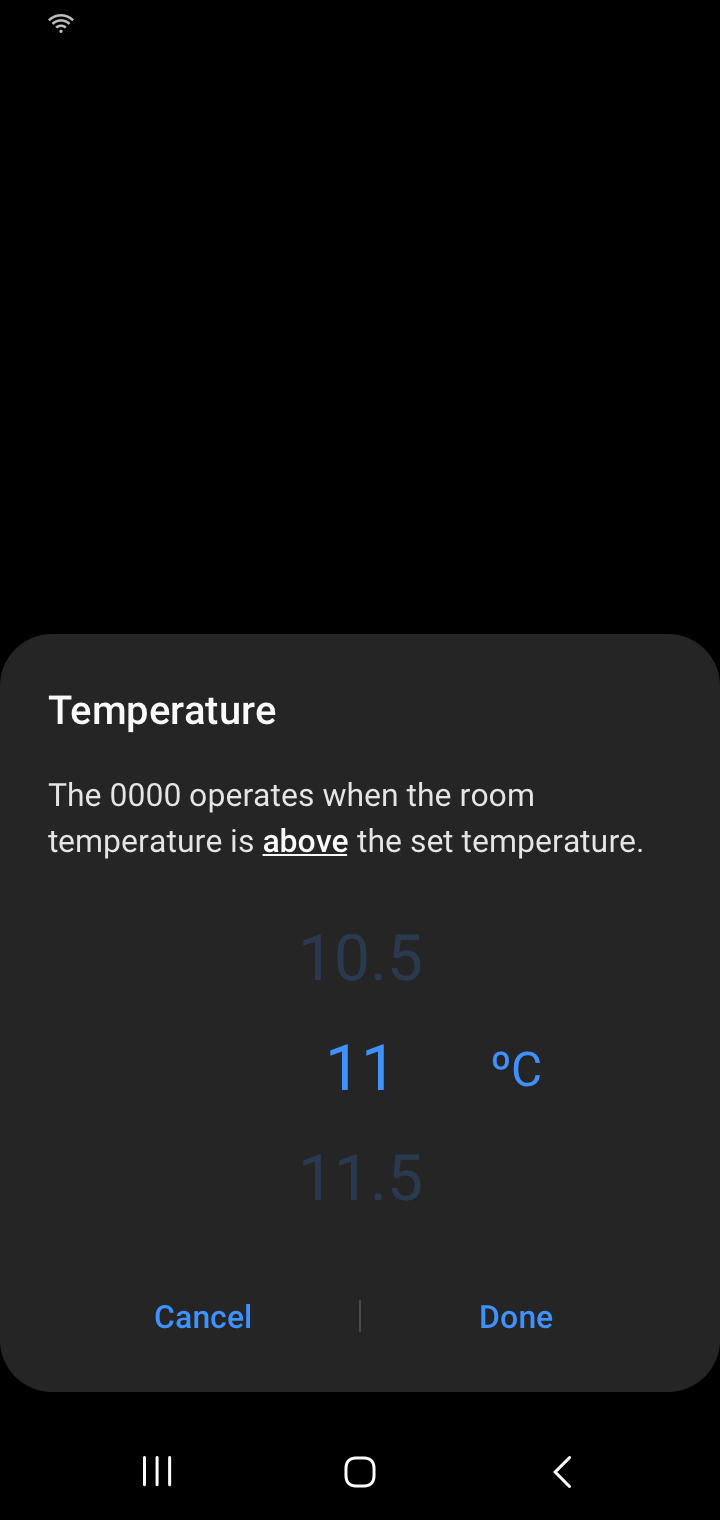 Temperature
The 0000 operates when the room
temperature is above the set temperature.
10.5
11 ºC
11.5
Cancel Done